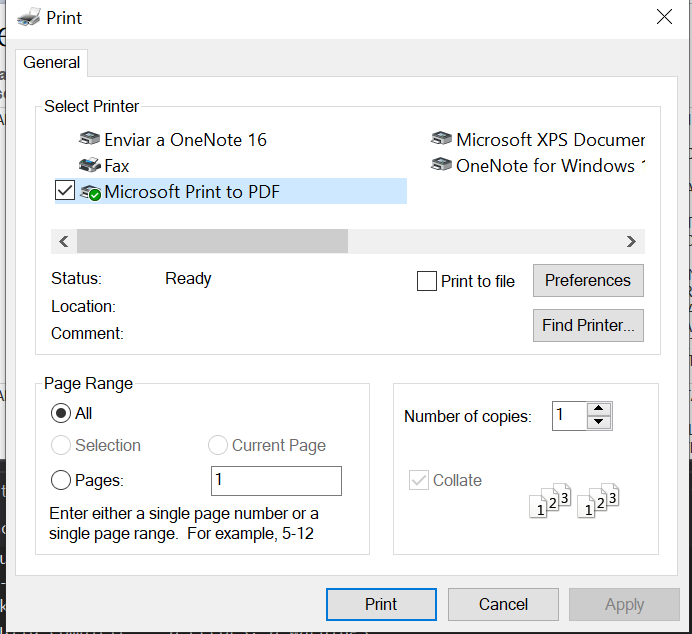 Print
General
Select Printer
Enviar a OneNote 16
Microsoft XPS Documen
Fax
OneNote for Windows 1
Microsoft Print to PDF
Status: Ready
Print to file
Preferences
Location:
Comment:
Find Printer...
Page Range
All
Number of copies: 1
Selection
Current Page
Pages: 1
Collate
1 2 3 1 2 3
Enter either a single page number or a
single page range. For example, 5-12
Print
Cancel
Apply